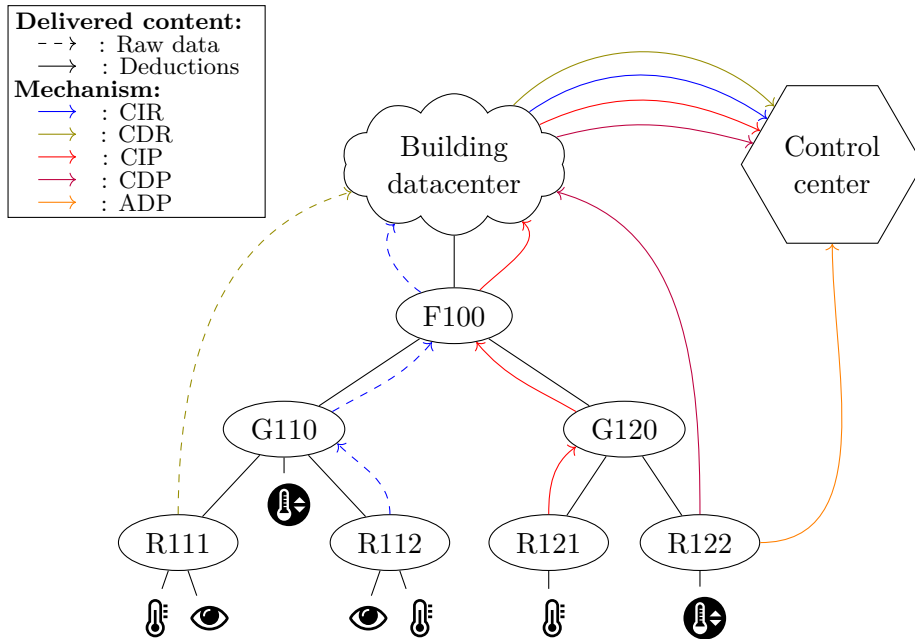 Delivered content:
: Raw data
: Deductions
Mechanism:
: CIR
: CDR
: CIP
: CDP
: ADP
Building
datacenter
Control
center
F100
G110
G120
R111
R112
R121
R122